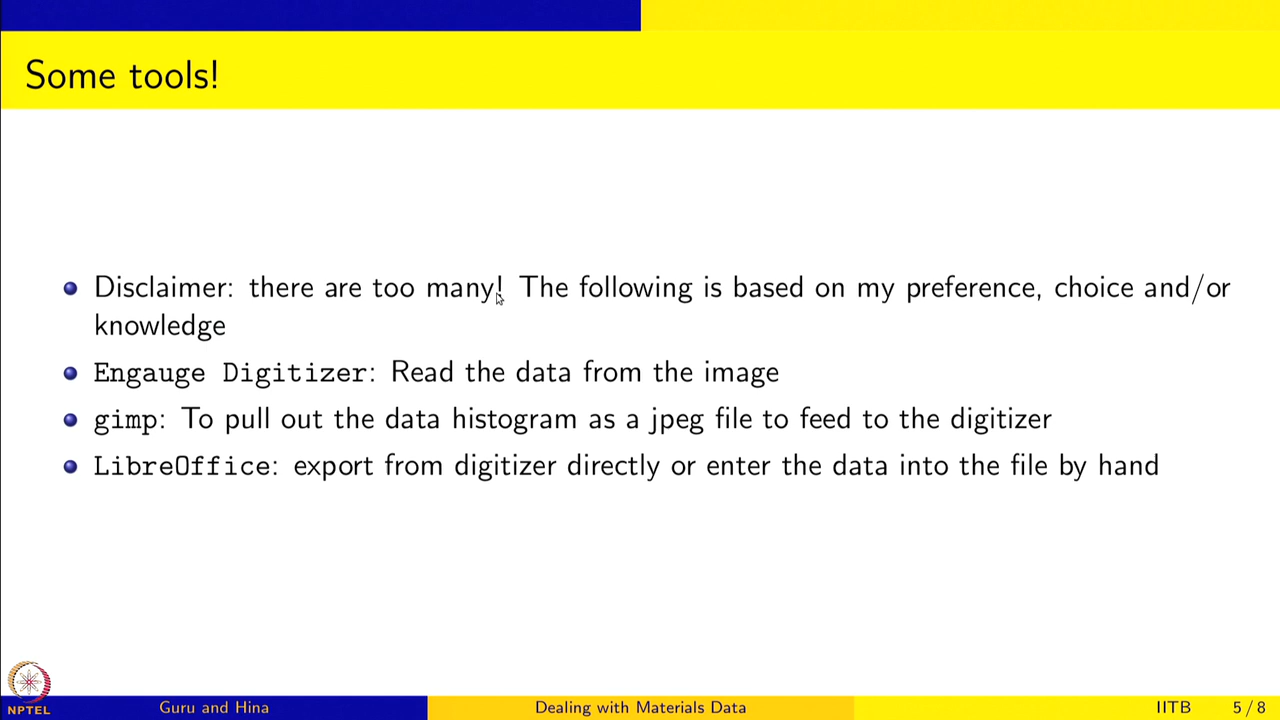 Some tools!
Disclaimer: there are too many! The following is based on my preference, choice and/or
knowledge
Engauge Digitizer: Read the data from the image
gimp: To pull out the data histogram as a jpeg file to feed to the digitizer
LibreOffice: export from digitizer directly or enter the data into the file by hand
NPTEL
Guru and Hina Dealing with Materials Data IITB 5 / 8